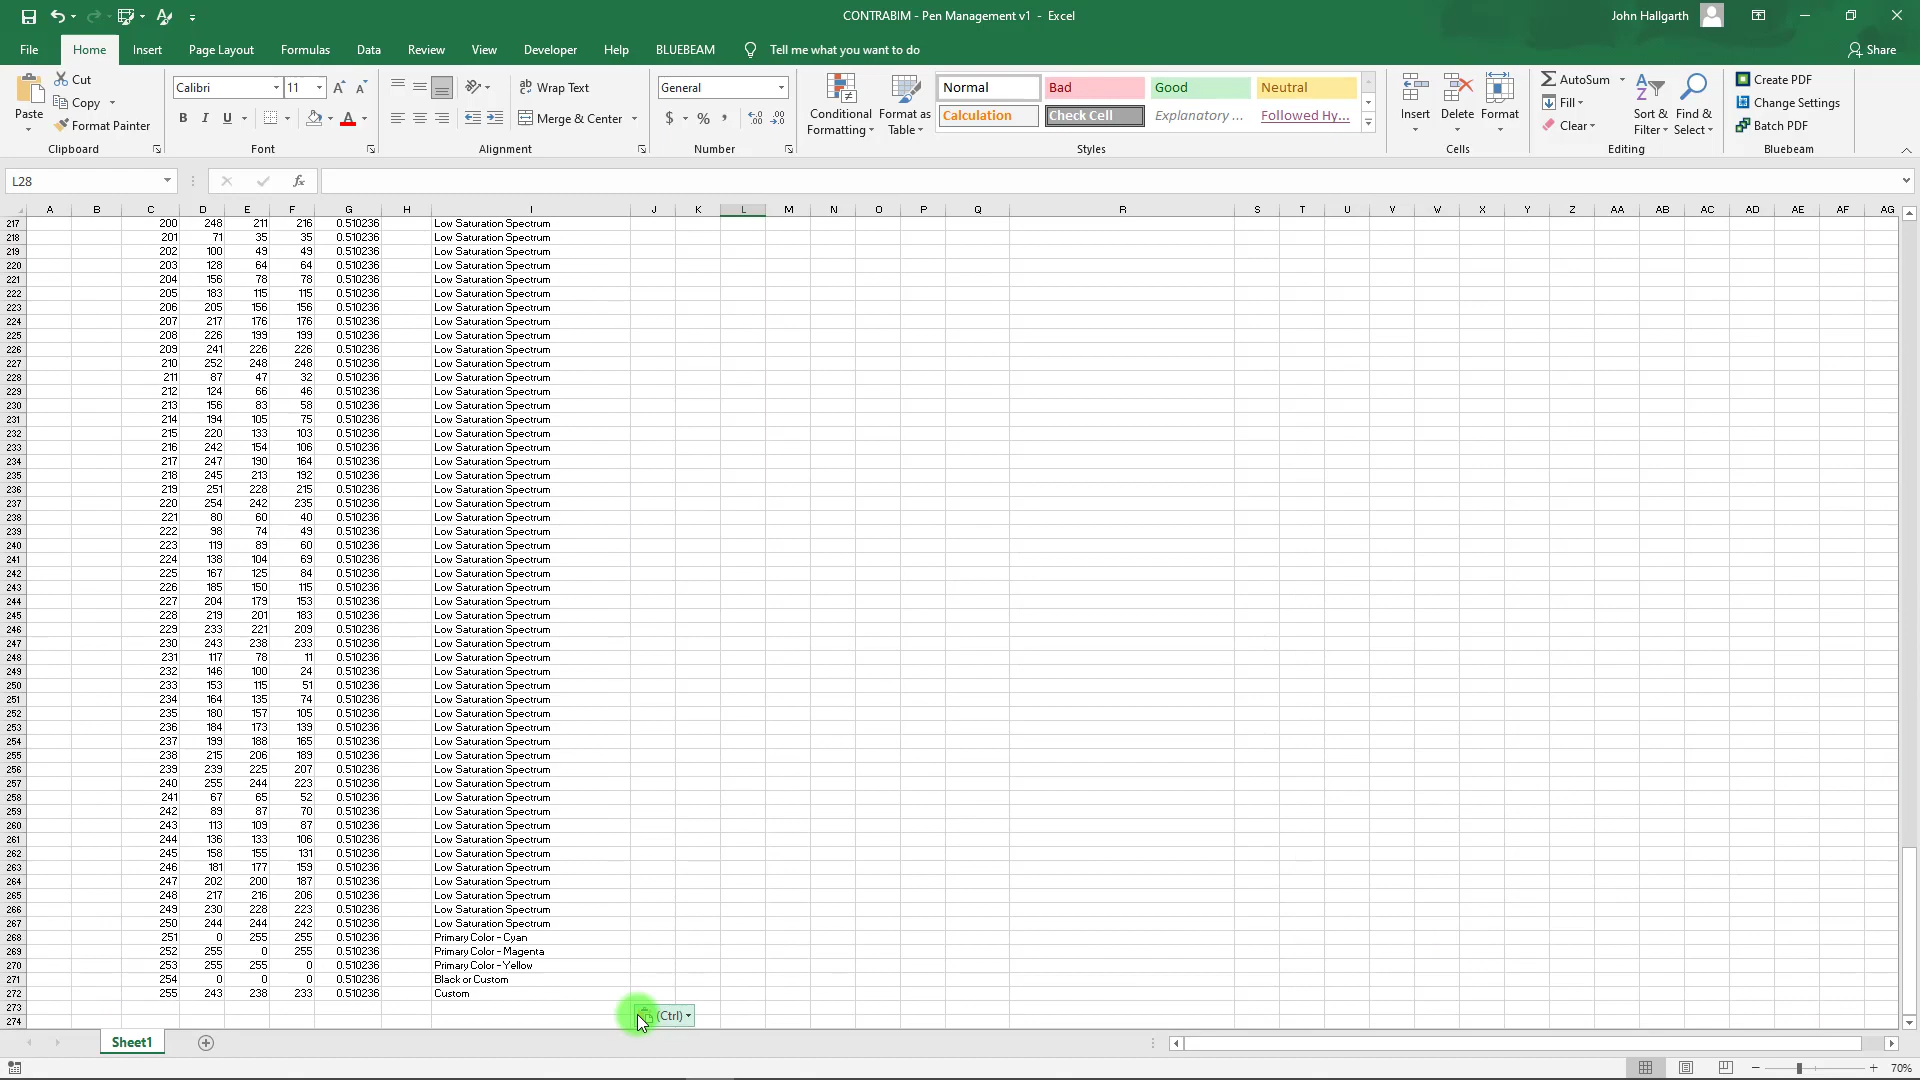 CONTRABIM - Pen Management v1 - Excel
John Hallgarth
File Home Insert Page Layout Formulas Data Review View Developer Help BLUEBEAM Tell me what you want to do Share
Paste
Cut
Copy
Format Painter
Clipboard
Calibri 11
B I U
Font
Wrap Text
Merge & Center
Alignment
General
$ % ,
Number
Conditional Formatting
Format as Table
Normal Bad Good Neutral
Calculation Check Cell Explanatory ... Followed Hy...
Styles
Insert Delete Format
Cells
AutoSum
Fill
Clear
Sort & Filter
Find & Select
Editing
Create PDF
Change Settings
Batch PDF
Bluebeam
L28 fx
A B C D E F G H I J K L M N O P Q R S T U V W X Y Z AA AB AC AD AE AF AG
217 200 248 211 216 0.510236 Low Saturation Spectrum
218 201 71 35 35 0.510236 Low Saturation Spectrum
219 202 100 49 49 0.510236 Low Saturation Spectrum
220 203 128 64 64 0.510236 Low Saturation Spectrum
221 204 156 78 78 0.510236 Low Saturation Spectrum
222 205 183 115 115 0.510236 Low Saturation Spectrum
223 206 205 156 156 0.510236 Low Saturation Spectrum
224 207 217 176 176 0.510236 Low Saturation Spectrum
225 208 226 199 199 0.510236 Low Saturation Spectrum
226 209 241 226 226 0.510236 Low Saturation Spectrum
227 210 252 248 248 0.510236 Low Saturation Spectrum
228 211 87 47 32 0.510236 Low Saturation Spectrum
229 212 124 66 46 0.510236 Low Saturation Spectrum
230 213 156 83 58 0.510236 Low Saturation Spectrum
231 214 194 105 75 0.510236 Low Saturation Spectrum
232 215 220 133 103 0.510236 Low Saturation Spectrum
233 216 242 154 106 0.510236 Low Saturation Spectrum
234 217 247 190 164 0.510236 Low Saturation Spectrum
235 218 245 213 192 0.510236 Low Saturation Spectrum
236 219 251 228 215 0.510236 Low Saturation Spectrum
237 220 254 242 235 0.510236 Low Saturation Spectrum
238 221 80 60 40 0.510236 Low Saturation Spectrum
239 222 98 74 49 0.510236 Low Saturation Spectrum
240 223 119 89 60 0.510236 Low Saturation Spectrum
241 224 138 104 69 0.510236 Low Saturation Spectrum
242 225 167 125 84 0.510236 Low Saturation Spectrum
243 226 185 150 115 0.510236 Low Saturation Spectrum
244 227 204 179 153 0.510236 Low Saturation Spectrum
245 228 219 201 183 0.510236 Low Saturation Spectrum
246 229 233 221 209 0.510236 Low Saturation Spectrum
247 230 243 238 233 0.510236 Low Saturation Spectrum
248 231 117 78 11 0.510236 Low Saturation Spectrum
249 232 146 100 24 0.510236 Low Saturation Spectrum
250 233 153 115 51 0.510236 Low Saturation Spectrum
251 234 164 135 74 0.510236 Low Saturation Spectrum
252 235 180 157 105 0.510236 Low Saturation Spectrum
253 236 184 173 139 0.510236 Low Saturation Spectrum
254 237 199 188 165 0.510236 Low Saturation Spectrum
255 238 215 206 189 0.510236 Low Saturation Spectrum
256 239 239 225 207 0.510236 Low Saturation Spectrum
257 240 255 244 223 0.510236 Low Saturation Spectrum
258 241 67 65 52 0.510236 Low Saturation Spectrum
259 242 89 87 70 0.510236 Low Saturation Spectrum
260 243 113 109 87 0.510236 Low Saturation Spectrum
261 244 136 133 106 0.510236 Low Saturation Spectrum
262 245 158 155 131 0.510236 Low Saturation Spectrum
263 246 181 177 159 0.510236 Low Saturation Spectrum
264 247 202 200 187 0.510236 Low Saturation Spectrum
265 248 217 216 206 0.510236 Low Saturation Spectrum
266 249 230 228 223 0.510236 Low Saturation Spectrum
267 250 244 244 242 0.510236 Low Saturation Spectrum
268 251 0 255 255 0.510236 Primary Color - Cyan
269 252 255 0 255 0.510236 Primary Color - Magenta
270 253 255 255 0 0.510236 Primary Color - Yellow
271 254 0 0 0 0.510236 Black or Custom
272 255 243 238 233 0.510236 Custom
273
274
(Ctrl)
Sheet1
70%